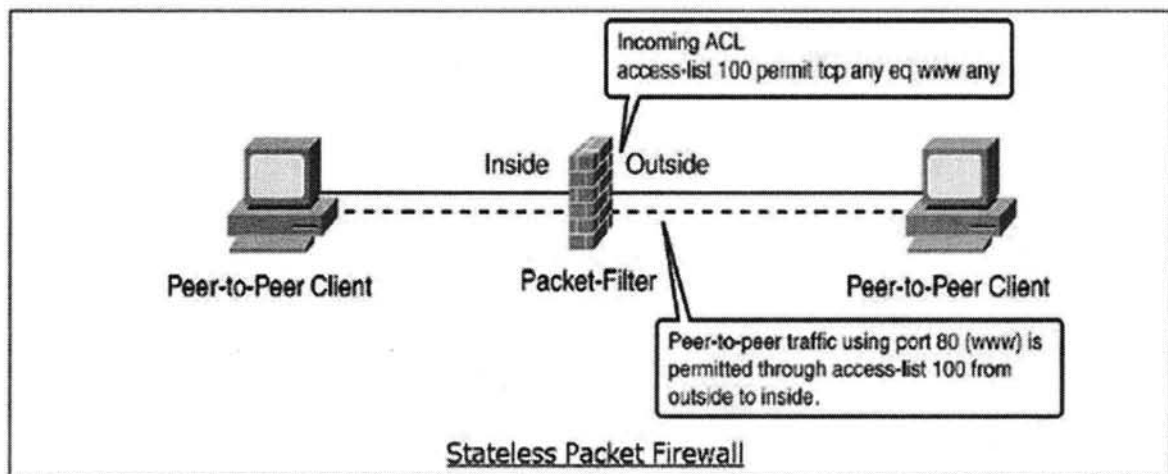 Incoming ACL
access-list 100 permit tcp any eq www any
Inside
Outside
Peer-to-Peer Client
Packet-Filter
Peer-to-Peer Client
Peer-to-peer traffic using port 80 (www) is
permitted through access-list 100 from
outside to inside.
Stateless Packet Firewall